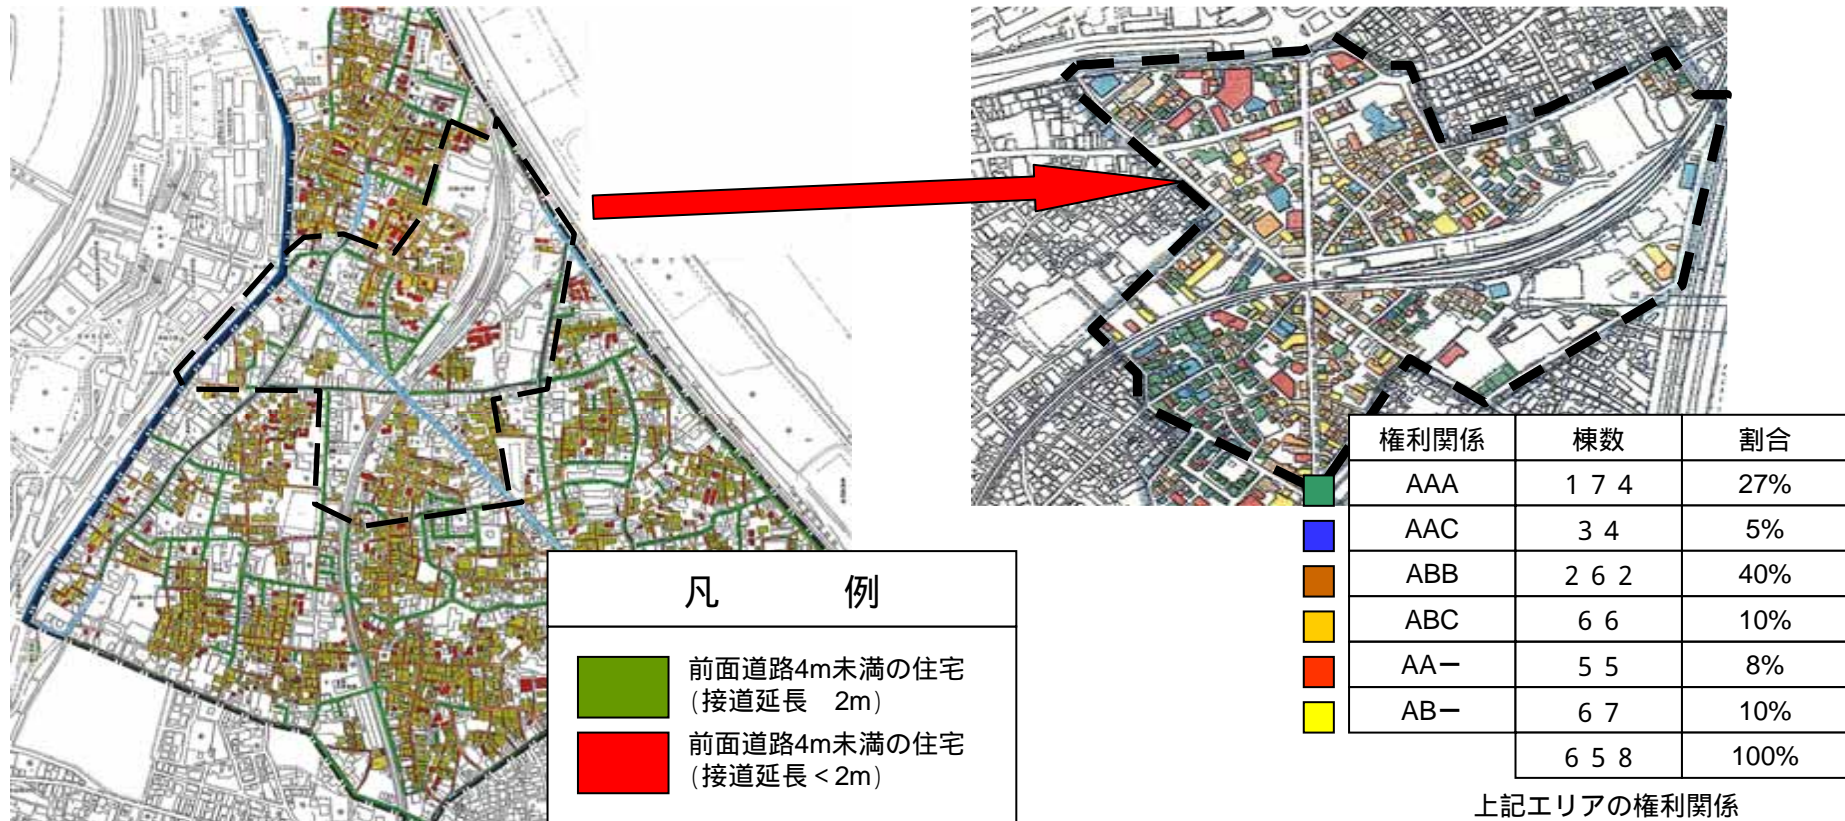 権利関係 棟数 割合
AAA 174 27%
AAC 34 5%
ABB 262 40%
ABC 66 10%
AAー 55 8%
ABー 67 10%
658 100%
上記エリアの権利関係
凡 例
前面道路4m未満の住宅
(接道延長 2m)
前面道路4m未満の住宅
(接道延長<2m)